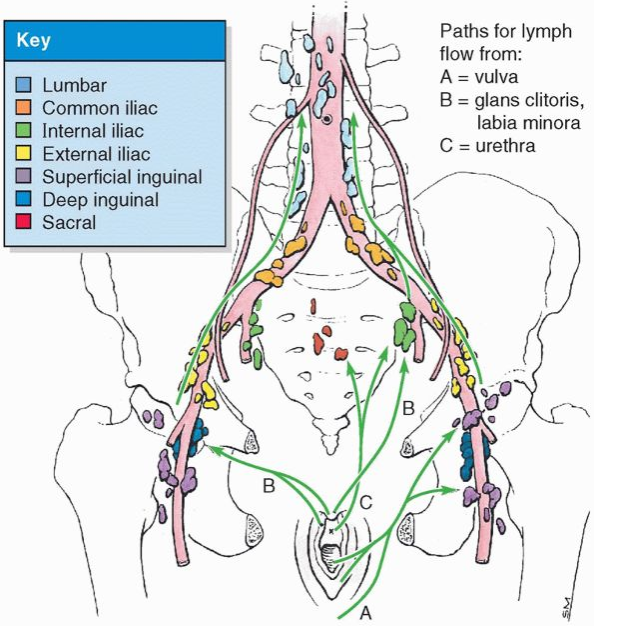 Key
Lumbar
Common iliac
Internal iliac
External iliac
Superficial inguinal
Deep inguinal
Sacral
Paths for lymph
flow from:
A = vulva
B = glans clitoris,
labia minora
C = urethra
B
B
C
A
SM